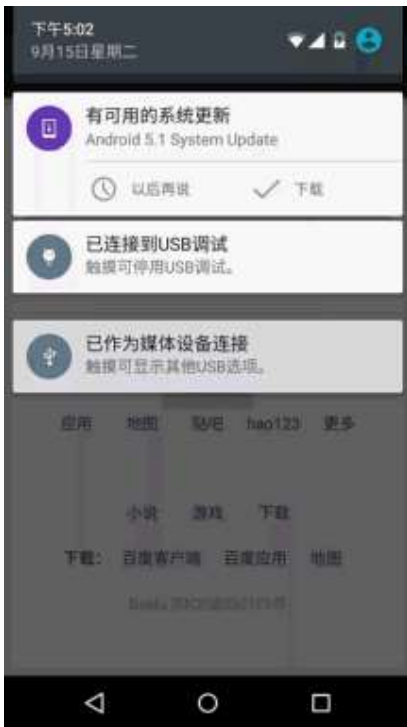 下午5:02
9月15日星期二
有可用的系统更新
Android 5.1 System Update
以后再说 下载
已连接到USB调试
触摸可停用USB调试。
已作为媒体设备连接
触摸可显示其他USB选项。
应用 地图 贴吧 hao123 更多
小说 游戏 下载
下载: 百度客户端 百度应用 地图
Baidu